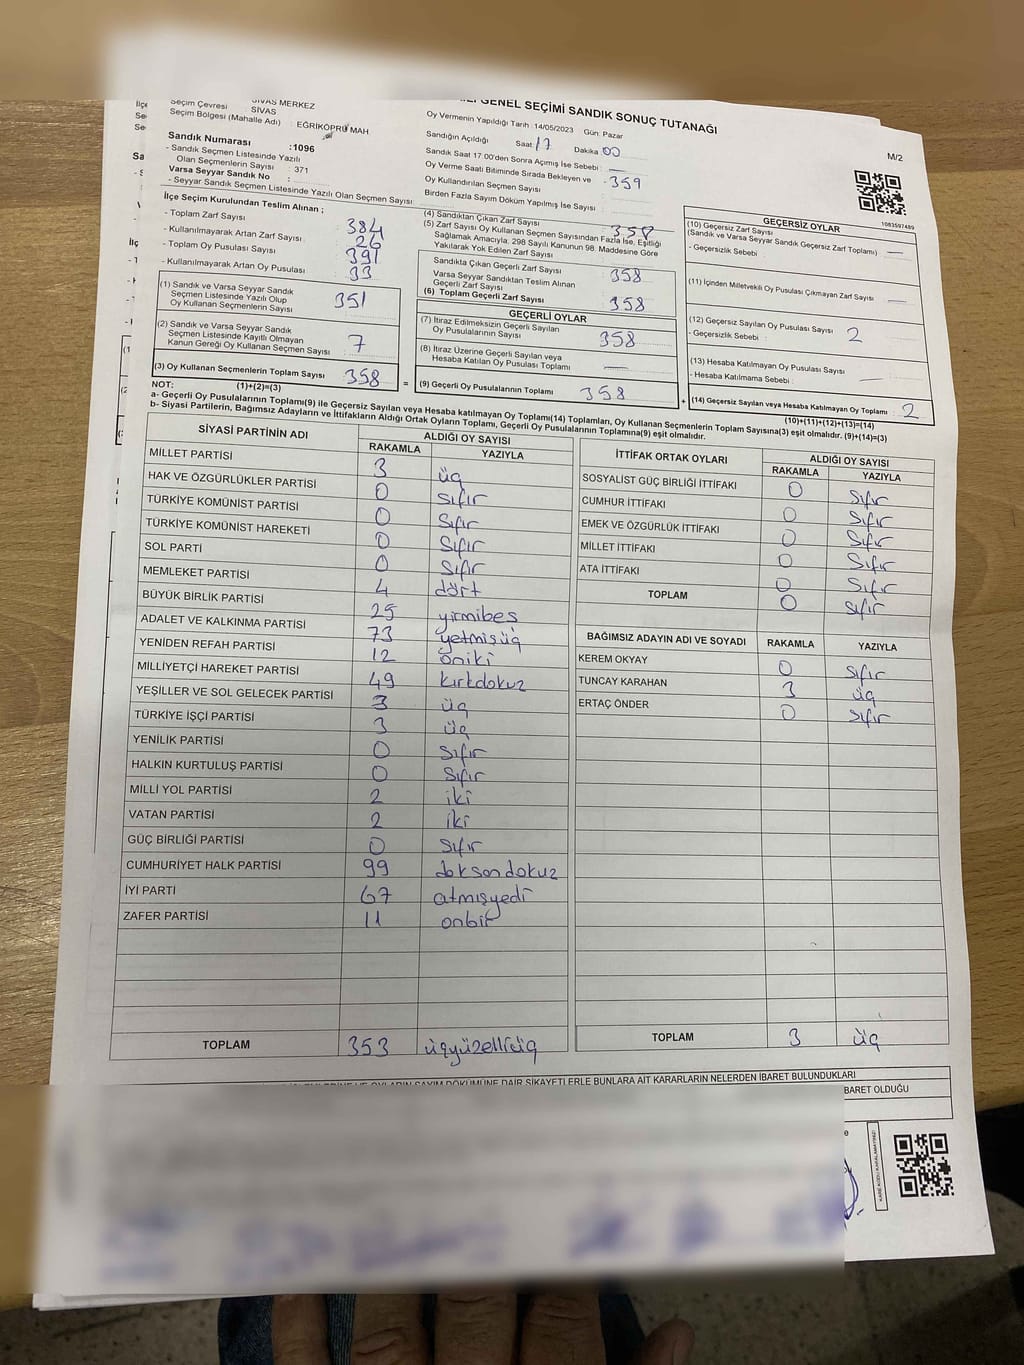 GENEL SEÇİMİ SANDIK SONUÇ TUTANAĞI
M/2
Seçim Çevresi : SİVAS MERKEZ
SİVAS
Seçim Bölgesi (Mahalle Adı) : EĞRİKÖPRÜ MAH
Sandık Numarası :1096
- Sandık Seçmen Listesinde Yazılı
Olan Seçmenlerin Sayısı : 371
Varsa Seyyar Sandık No :
- Seyyar Sandık Seçmen Listesinde Yazılı Olan Seçmen Sayısı:
Oy Vermenin Yapıldığı Tarih : 14/05/2023 Gün: Pazar
Sandığın Açıldığı Saat 17 Dakika 00
Sandık Saat 17:00'den Sonra Açımış İse Sebebi : —
Oy Verme Saati Bitiminde Sırada Bekleyen ve
Oy Kullandırılan Seçmen Sayısı - 359
Birden Fazla Sayım Döküm Yapılmış İse Sayısı :
İlçe Seçim Kurulundan Teslim Alınan ;
- Toplam Zarf Sayısı : 384
- Kullanılmayarak Artan Zarf Sayısı : 26
- Toplam Oy Pusulası Sayısı : 391
- Kullanılmayarak Artan Oy Pusulası : 33
(1) Sandık ve Varsa Seyyar Sandık
Seçmen Listesinde Yazılı Olup
Oy Kullanan Seçmenlerin Sayısı : 351
(2) Sandık ve Varsa Seyyar Sandık
Seçmen Listesinde Kayıtlı Olmayan
Kanun Gereği Oy Kullanan Seçmen Sayısı : 7
(3) Oy Kullanan Seçmenlerin Toplam Sayısı 358
(4) Sandıktan Çıkan Zarf Sayısı : 358
(5) Zarf Sayısı Oy Kullanan Seçmen Sayısından Fazla İse, Eşitliği
Sağlamak Amacıyla, 298 Sayılı Kanunun 98. Maddesine Göre
Yakılarak Yok Edilen Zarf Sayısı :
Sandıkta Çıkan Geçerli Zarf Sayısı : 358
Varsa Seyyar Sandıktan Teslim Alınan
Geçerli Zarf Sayısı :
(6) Toplam Geçerli Zarf Sayısı : 358
GEÇERLİ OYLAR
(7) İtiraz Edilmeksizin Geçerli Sayılan
Oy Pusulalarının Sayısı : 358
(8) İtiraz Üzerine Geçerli Sayılan veya
Hesaba Katılan Oy Pusulası Toplamı : —
= (9) Geçerli Oy Pusulalarının Toplamı : 358
1083597489
GEÇERSİZ OYLAR
(10) Geçersiz Zarf Sayısı
(Sandık ve Varsa Seyyar Sandık Geçersiz Zarf Toplamı) : —
- Geçersizlik Sebebi :
(11) İçinden Milletvekili Oy Pusulası Çıkmayan Zarf Sayısı : —
(12) Geçersiz Sayılan Oy Pusulası Sayısı : 2
- Geçersizlik Sebebi :
(13) Hesaba Katılmayan Oy Pusulası Sayısı :
- Hesaba Katılmama Sebebi : —
+ (14) Geçersiz Sayılan veya Hesaba Katılmayan Oy Toplamı : 2
NOT: (1)+(2)=(3)
(10)+(11)+(12)+(13)=(14)
a- Geçerli Oy Pusulalarının Toplamı(9) ile Geçersiz Sayılan veya Hesaba katılmayan Oy Toplamı(14) Toplamları, Oy Kullanan Seçmenlerin Toplam Sayısına(3) eşit olmalıdır. (9)+(14)=(3)
b- Siyasi Partilerin, Bağımsız Adayların ve İttifakların Aldığı Ortak Oyların Toplamı, Geçerli Oy Pusulalarının Toplamına(9) eşit olmalıdır.
SİYASİ PARTİNİN ADI ALDIĞI OY SAYISI
RAKAMLA YAZIYLA
MİLLET PARTİSİ 3 üç
HAK VE ÖZGÜRLÜKLER PARTİSİ 0 sıfır
TÜRKİYE KOMÜNİST PARTİSİ 0 sıfır
TÜRKİYE KOMÜNİST HAREKETİ 0 sıfır
SOL PARTİ 0 sıfır
MEMLEKET PARTİSİ 4 dört
BÜYÜK BİRLİK PARTİSİ 25 yirmibeş
ADALET VE KALKINMA PARTİSİ 73 yetmişüç
YENİDEN REFAH PARTİSİ 12 oniki
MİLLİYETÇİ HAREKET PARTİSİ 49 kırkdokuz
YEŞİLLER VE SOL GELECEK PARTİSİ 3 üç
TÜRKİYE İŞÇİ PARTİSİ 3 üç
YENİLİK PARTİSİ 0 sıfır
HALKIN KURTULUŞ PARTİSİ 0 sıfır
MİLLİ YOL PARTİSİ 2 iki
VATAN PARTİSİ 2 iki
GÜÇ BİRLİĞİ PARTİSİ 0 sıfır
CUMHURİYET HALK PARTİSİ 99 doksandokuz
İYİ PARTİ 67 atmışyedi
ZAFER PARTİSİ 11 onbir
TOPLAM 353 üçyüzelliüç
İTTİFAK ORTAK OYLARI ALDIĞI OY SAYISI
RAKAMLA YAZIYLA
SOSYALİST GÜÇ BİRLİĞİ İTTİFAKI 0 sıfır
CUMHUR İTTİFAKI 0 sıfır
EMEK VE ÖZGÜRLÜK İTTİFAKI 0 sıfır
MİLLET İTTİFAKI 0 sıfır
ATA İTTİFAKI 0 sıfır
TOPLAM 0 sıfır
BAĞIMSIZ ADAYIN ADI VE SOYADI RAKAMLA YAZIYLA
KEREM OKYAY 0 sıfır
TUNCAY KARAHAN 3 üç
ERTAÇ ÖNDER 0 sıfır
TOPLAM 3 üç
OYLARIN SAYIM DÖKÜMÜNE DAİR ŞİKAYETLERLE BUNLARA AİT KARARLARIN NELERDEN İBARET BULUNDUKLARI
İBARET OLDUĞU